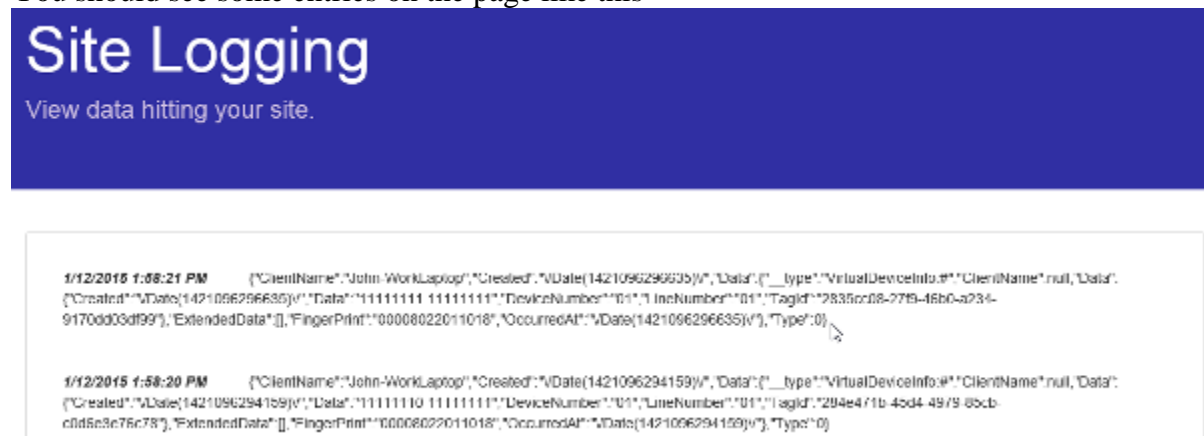 You should see some entries on the page like this
Site Logging
View data hitting your site.
1/12/2015 1:58:21 PM {"ClientName":"John-WorkLaptop","Created":"\/Date(1421096296635)\/","Data":{"__type":"VirtualDeviceInfo:#","ClientName":null,"Data":
{"Created":"\/Date(1421096296635)\/","Data":"11111111 11111111","DeviceNumber":"01","LineNumber":"01","TagId":"2835cc08-27f9-46b0-a234-
9170dd03df99"},"ExtendedData":[],"FingerPrint":"00008022011018","OccurredAt":"\/Date(1421096296635)\/"},"Type":0}
1/12/2015 1:58:20 PM {"ClientName":"John-WorkLaptop","Created":"\/Date(1421096294159)\/","Data":{"__type":"VirtualDeviceInfo:#","ClientName":null,"Data":
{"Created":"\/Date(1421096294159)\/","Data":"11111110 11111111","DeviceNumber":"01","LineNumber":"01","TagId":"284e471b-45d4-4979-85cb-
c0d6e3c76c78"},"ExtendedData":[],"FingerPrint":"00008022011018","OccurredAt":"\/Date(1421096294159)\/"},"Type":0}